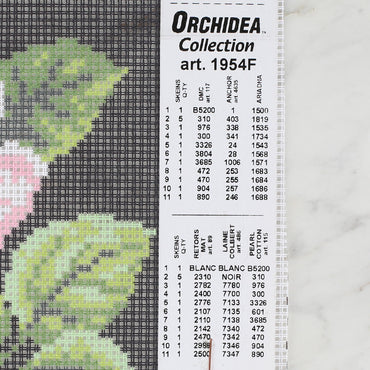 ORCHIDEA™
Collection
art. 1954F
SKEINS Q-TY DMC art. 117 ANCHOR art. 4635 ARIADNA
1 1 B5200 1 1500
2 5 310 403 1819
3 1 976 338 1535
4 1 300 341 1734
5 1 3326 24 1543
6 1 3804 28 1568
7 1 3685 1006 1571
8 1 472 253 1683
9 1 470 255 1684
10 1 904 257 1686
11 1 890 246 1688
SKEINS Q-TY RETORS MAT art. 89 LAINE COLBERT art. 486 PEARL COTTON art. 115
1 1 BLANC BLANC B5200
2 5 2310 NOIR 310
3 1 2782 7780 976
4 1 2400 7700 300
5 1 2776 7133 3326
6 1 2107 7135 601
7 1 2110 7138 3685
8 1 2142 7340 472
9 1 2470 7342 470
10 1 7346 904
11 1 2500 7347 890